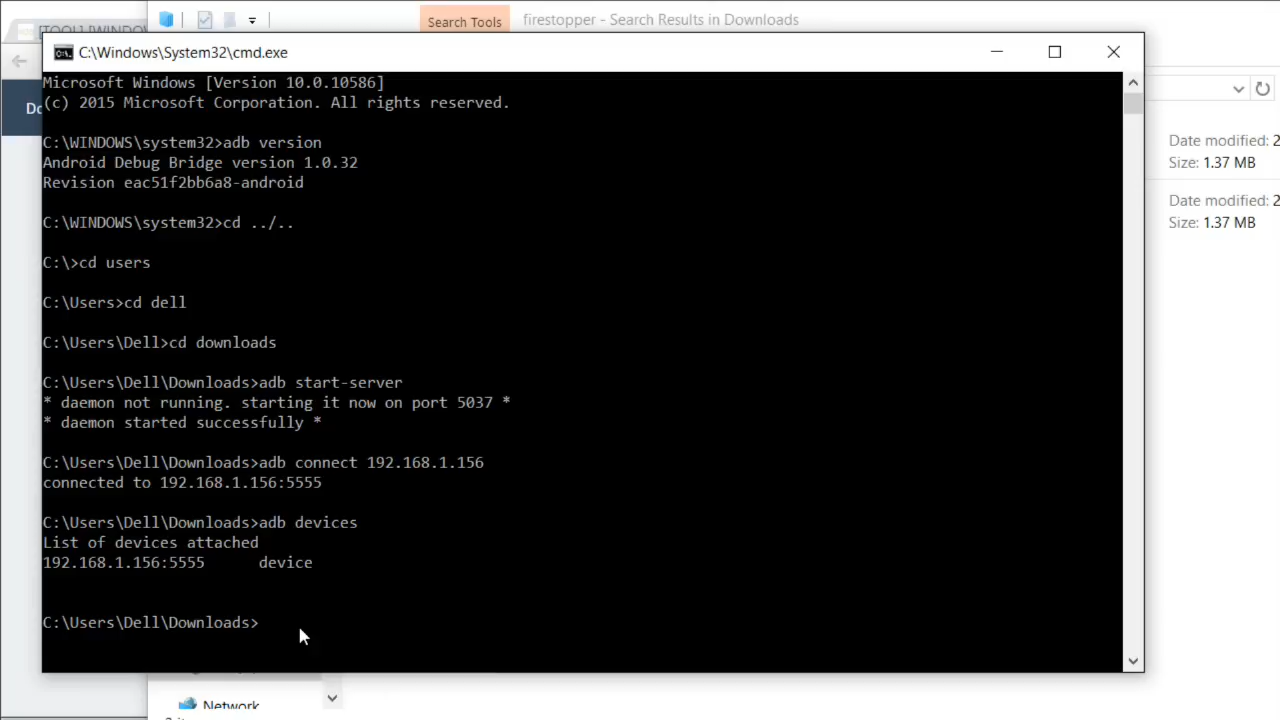 [TOOL] [WINDOW
Search Tools
firestopper - Search Results in Downloads
C:\Windows\System32\cmd.exe
Microsoft Windows [Version 10.0.10586]
(c) 2015 Microsoft Corporation. All rights reserved.
C:\WINDOWS\system32>adb version
Android Debug Bridge version 1.0.32
Revision eac51f2bb6a8-android
C:\WINDOWS\system32>cd ../..
C:\>cd users
C:\Users>cd dell
C:\Users\Dell>cd downloads
C:\Users\Dell\Downloads>adb start-server
* daemon not running. starting it now on port 5037 *
* daemon started successfully *
C:\Users\Dell\Downloads>adb connect 192.168.1.156
connected to 192.168.1.156:5555
C:\Users\Dell\Downloads>adb devices
List of devices attached
192.168.1.156:5555 device
C:\Users\Dell\Downloads>
Do
Date modified: 2
Size: 1.37 MB
Date modified: 2
Size: 1.37 MB
Network